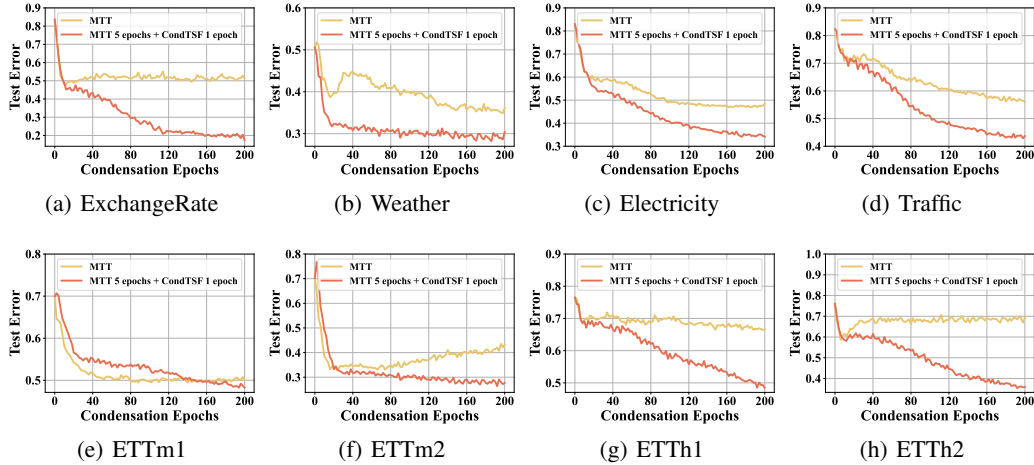 0.9
0.8
0.7
0.6
0.5
0.4
0.3
0.2
Test Error
MTT
MTT 5 epochs + CondTSF 1 epoch
0 40 80 120 160 200
Condensation Epochs
(a) ExchangeRate
0.6
0.5
0.4
0.3
Test Error
MTT
MTT 5 epochs + CondTSF 1 epoch
0 40 80 120 160 200
Condensation Epochs
(b) Weather
0.9
0.8
0.7
0.6
0.5
0.4
0.3
Test Error
MTT
MTT 5 epochs + CondTSF 1 epoch
0 40 80 120 160 200
Condensation Epochs
(c) Electricity
0.9
0.8
0.7
0.6
0.5
0.4
Test Error
MTT
MTT 5 epochs + CondTSF 1 epoch
0 40 80 120 160 200
Condensation Epochs
(d) Traffic
0.8
0.7
0.6
0.5
Test Error
MTT
MTT 5 epochs + CondTSF 1 epoch
0 40 80 120 160 200
Condensation Epochs
(e) ETTm1
0.8
0.7
0.6
0.5
0.4
0.3
Test Error
MTT
MTT 5 epochs + CondTSF 1 epoch
0 40 80 120 160 200
Condensation Epochs
(f) ETTm2
0.9
0.8
0.7
0.6
0.5
Test Error
MTT
MTT 5 epochs + CondTSF 1 epoch
0 40 80 120 160 200
Condensation Epochs
(g) ETTh1
1.0
0.9
0.8
0.7
0.6
0.5
0.4
Test Error
MTT
MTT 5 epochs + CondTSF 1 epoch
0 40 80 120 160 200
Condensation Epochs
(h) ETTh2